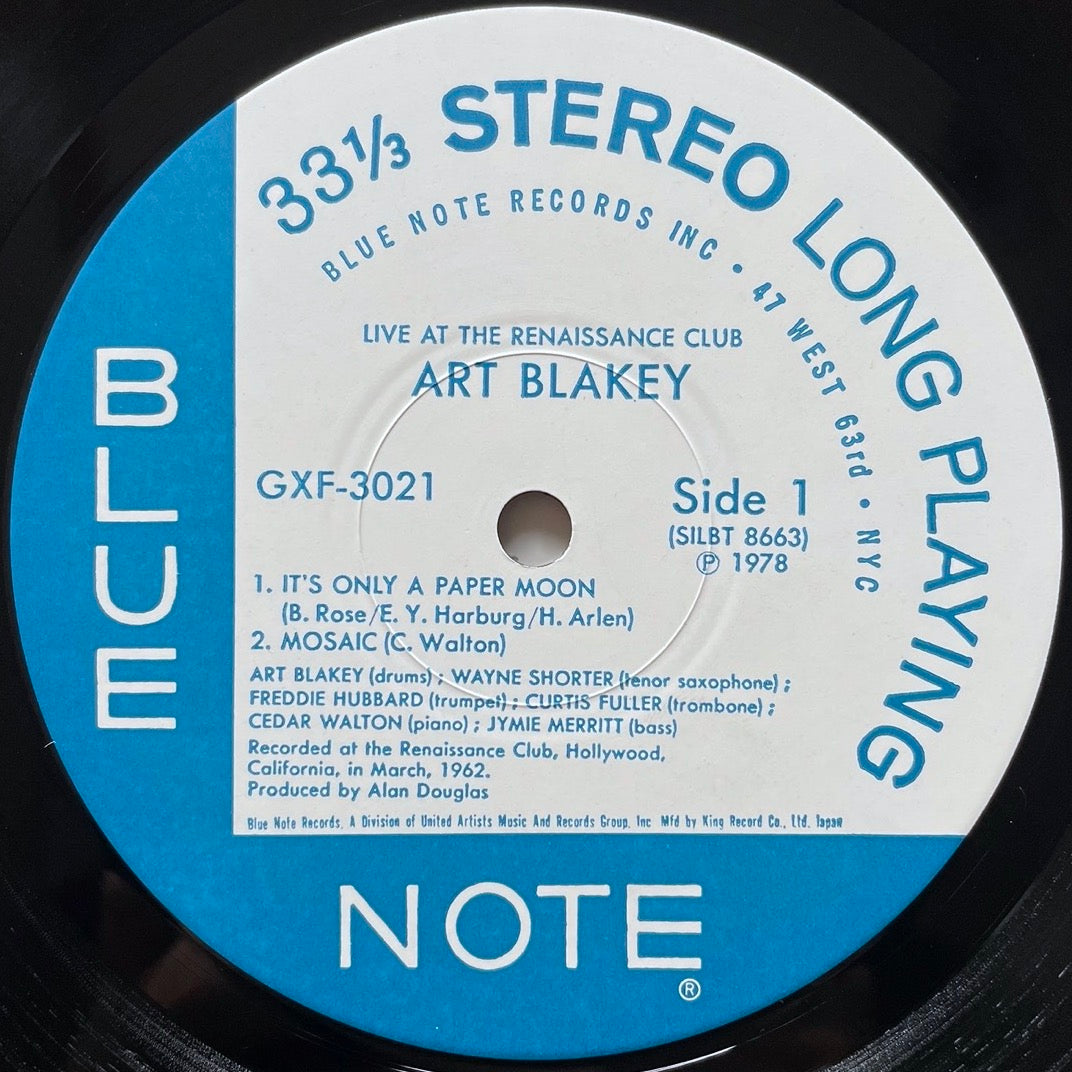 33⅓ STEREO LONG PLAYING
BLUE NOTE RECORDS INC • 47 WEST 63rd • NYC
LIVE AT THE RENAISSANCE CLUB
ART BLAKEY
GXF-3021
Side 1
(SILBT 8663)
℗ 1978
1. IT'S ONLY A PAPER MOON
(B. Rose/E. Y. Harburg/H. Arlen)
2. MOSAIC (C. Walton)
ART BLAKEY (drums) ; WAYNE SHORTER (tenor saxophone) ;
FREDDIE HUBBARD (trumpet) ; CURTIS FULLER (trombone) ;
CEDAR WALTON (piano) ; JYMIE MERRITT (bass)
Recorded at the Renaissance Club, Hollywood,
California, in March, 1962.
Produced by Alan Douglas
Blue Note Records, A Division of United Artists Music And Records Group, Inc Mfd by King Record Co., Ltd. Japan
BLUE
NOTE
®